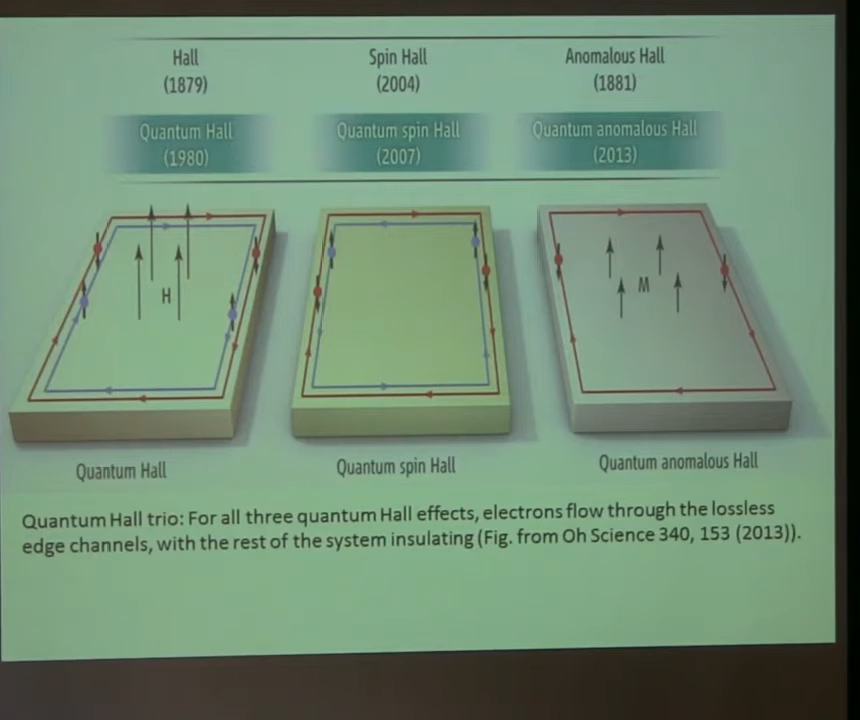 Hall
(1879)
Spin Hall
(2004)
Anomalous Hall
(1881)
Quantum Hall
(1980)
Quantum spin Hall
(2007)
Quantum anomalous Hall
(2013)
H
M
Quantum Hall
Quantum spin Hall
Quantum anomalous Hall
Quantum Hall trio: For all three quantum Hall effects, electrons flow through the lossless
edge channels, with the rest of the system insulating (Fig. from Oh Science 340, 153 (2013)).